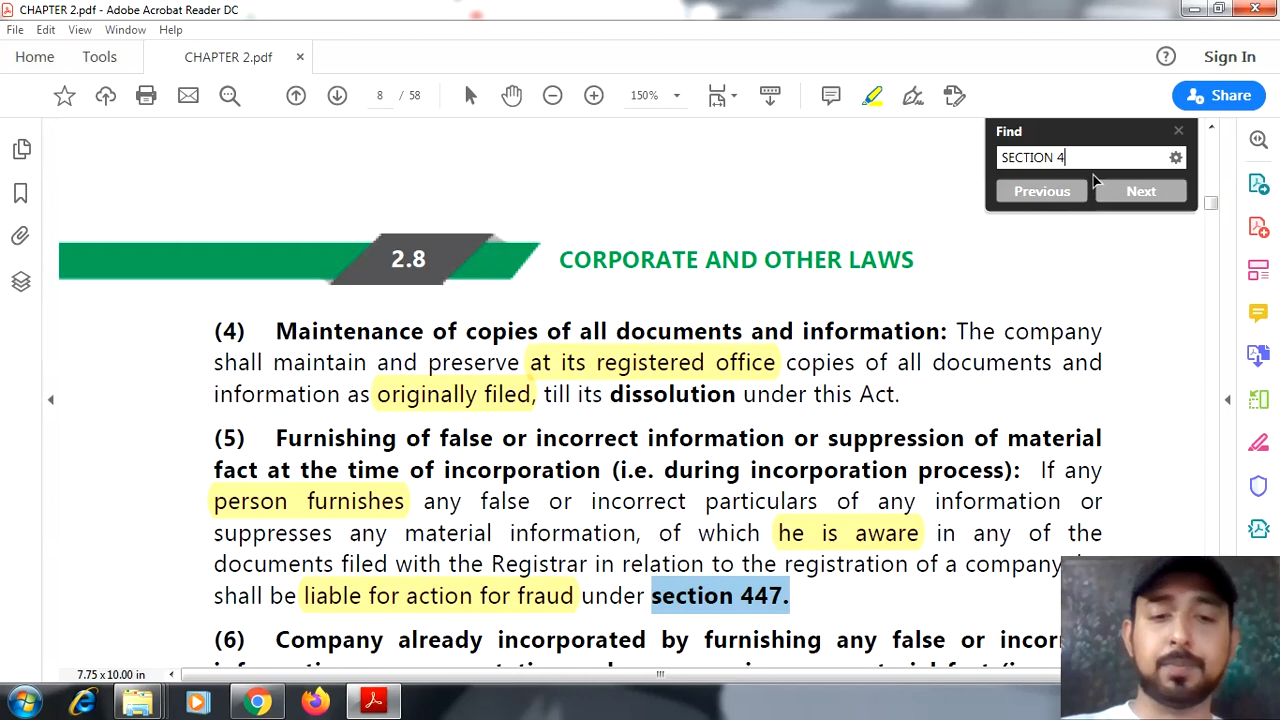 CHAPTER 2.pdf - Adobe Acrobat Reader DC
File Edit View Window Help
Home Tools CHAPTER 2.pdf × Sign In
8 / 58 150% Share
Find
SECTION 4
Previous Next
2.8 CORPORATE AND OTHER LAWS
(4) Maintenance of copies of all documents and information: The company
shall maintain and preserve at its registered office copies of all documents and
information as originally filed, till its dissolution under this Act.
(5) Furnishing of false or incorrect information or suppression of material
fact at the time of incorporation (i.e. during incorporation process): If any
person furnishes any false or incorrect particulars of any information or
suppresses any material information, of which he is aware in any of the
documents filed with the Registrar in relation to the registration of a company
shall be liable for action for fraud under section 447.
(6) Company already incorporated by furnishing any false or incor
7.75 x 10.00 in